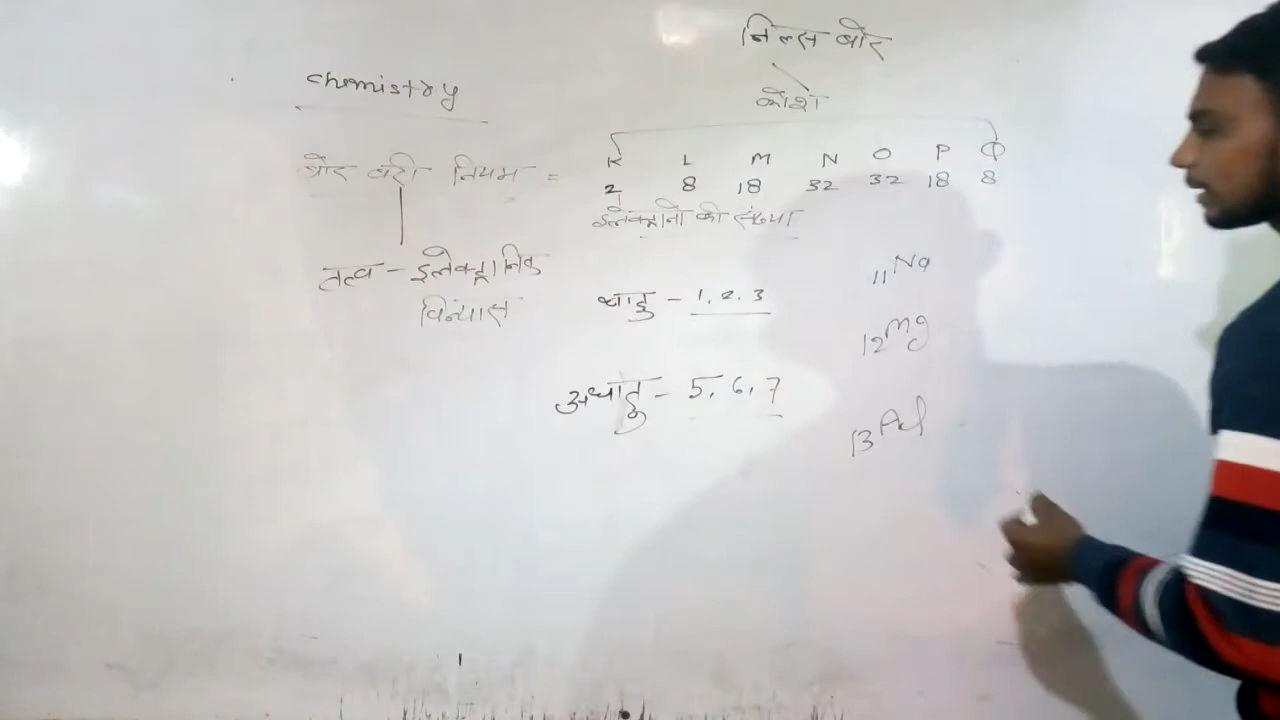 निल्स बोर
chemistry
कोशो
बोर बरी नियम =
K L M N O P Q
2 8 18 32 32 18 8
इलेक्ट्रानो की संख्या
तत्व - इलेक्ट्रानिक
विन्यास
धातु - 1, 2, 3
11Na
12Mg
अधातु - 5, 6, 7
13Al